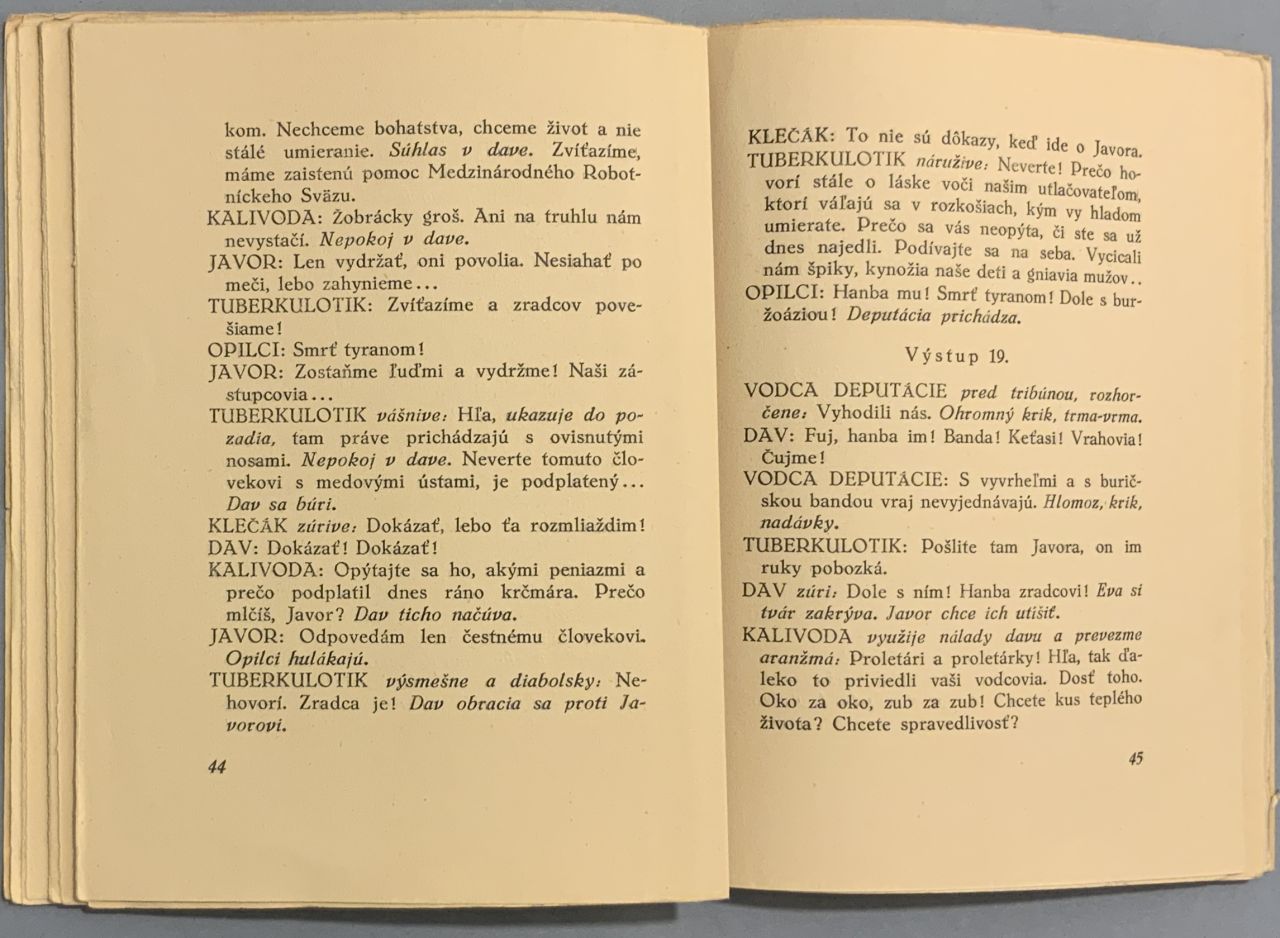 kom. Nechceme bohatstva, chceme život a nie
stálé umieranie. Súhlas v dave. Zvíťazíme,
máme zaistenú pomoc Medzinárodného Robot-
níckeho Sväzu.
KALIVODA: Žobrácky groš. Ani na truhlu nám
nevystačí. Nepokoj v dave.
JAVOR: Len vydržať, oni povolia. Nesiahať po
meči, lebo zahynieme...
TUBERKULOTIK: Zvíťazíme a zradcov pove-
šiame!
OPILCI: Smrť tyranom!
JAVOR: Zostaňme ľuďmi a vydržme! Naši zá-
stupcovia...
TUBERKULOTIK vášnive: Hľa, ukazuje do po-
zadia, tam práve prichádzajú s ovisnutými
nosami. Nepokoj v dave. Neverte tomuto člo-
vekovi s medovými ústami, je podplatený...
Dav sa búri.
KLEČÁK zúrive: Dokázať, lebo ťa rozmliaždim!
DAV: Dokázať! Dokázať!
KALIVODA: Opýtajte sa ho, akými peniazmi a
prečo podplatil dnes ráno krčmára. Prečo
mlčíš, Javor? Dav ticho načúva.
JAVOR: Odpovedám len čestnému človekovi.
Opilci hulákajú.
TUBERKULOTIK výsmešne a diabolsky: Ne-
hovorí. Zradca je! Dav obracia sa proti Ja-
vorovi.
44
KLEČÁK: To nie sú dôkazy, keď ide o Javora.
TUBERKULOTIK náružive: Neverte! Prečo ho-
vorí stále o láske voči našim utlačovateľom,
ktorí váľajú sa v rozkošiach, kým vy hladom
umierate. Prečo sa vás neopýta, či ste sa už
dnes najedli. Podívajte sa na seba. Vycicali
nám špiky, kynožia naše deti a gniavia mužov..
OPILCI: Hanba mu! Smrť tyranom! Dole s bur-
žoáziou! Deputácia prichádza.
Výstup 19.
VODCA DEPUTÁCIE pred tribúnou, rozhor-
čene: Vyhodili nás. Ohromný krik, trma-vrma.
DAV: Fuj, hanba im! Banda! Keťasi! Vrahovia!
Čujme!
VODCA DEPUTÁCIE: S vyvrheľmi a s burič-
skou bandou vraj nevyjednávajú. Hlomoz, krik,
nadávky.
TUBERKULOTIK: Pošlite tam Javora, on im
ruky pobozká.
DAV zúri: Dole s ním! Hanba zradcovi! Eva si
tvár zakrýva. Javor chce ich utišiť.
KALIVODA využije nálady davu a prevezme
aranžmá: Proletári a proletárky! Hľa, tak ďa-
leko to priviedli vaši vodcovia. Dosť toho.
Oko za oko, zub za zub! Chcete kus teplého
života? Chcete spravedlivosť?
45